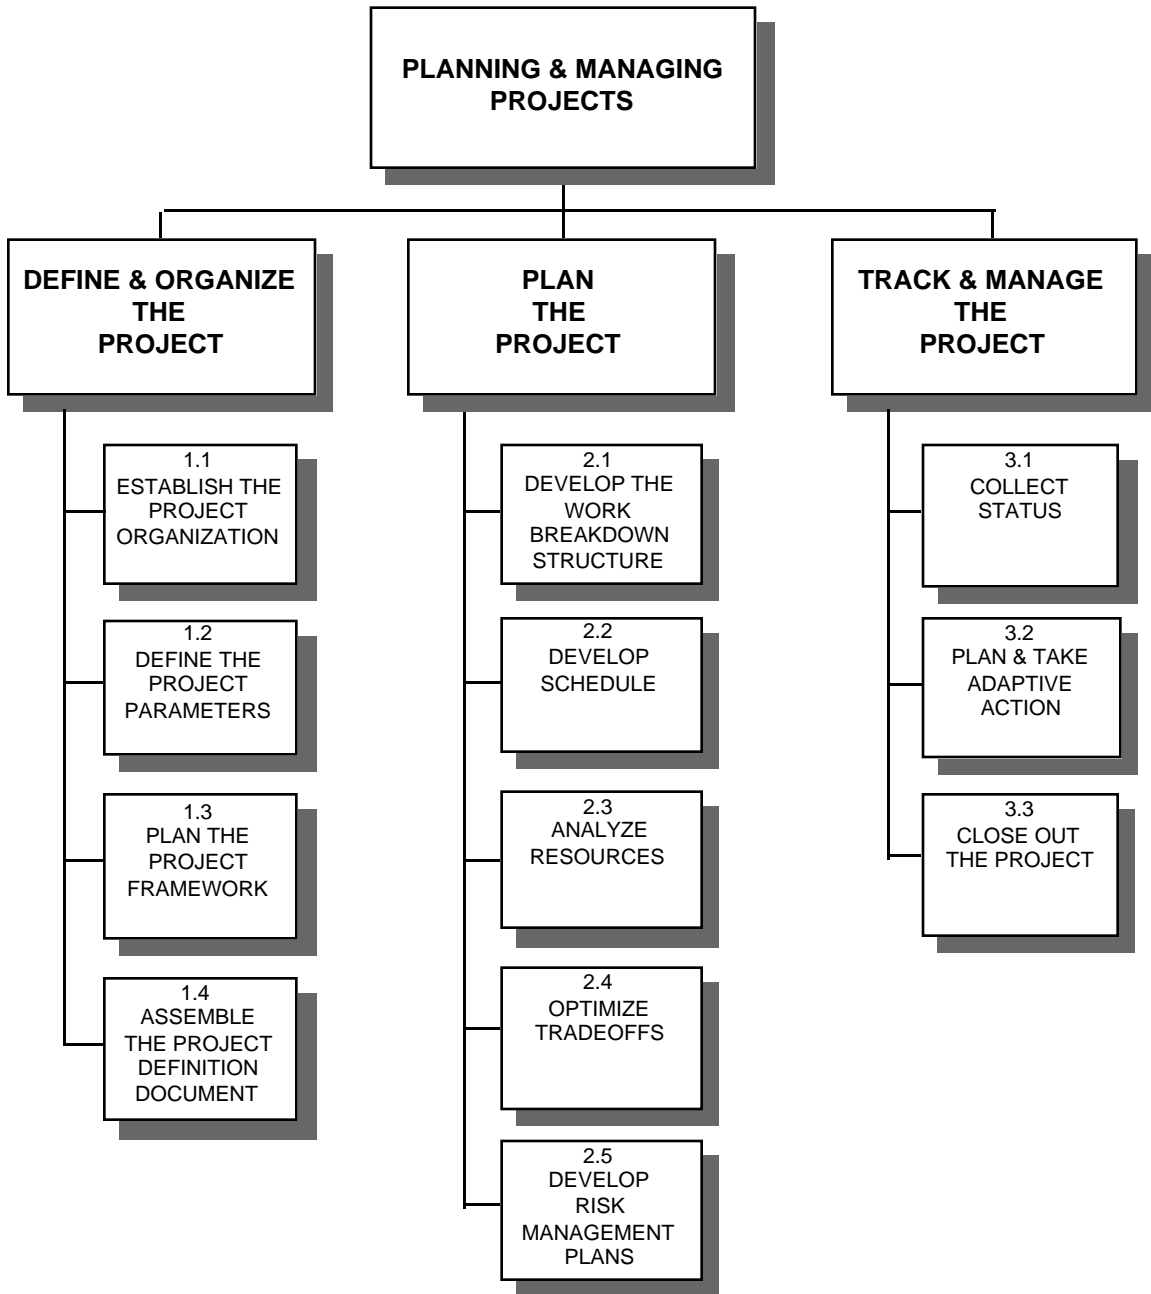 PLANNING & MANAGING
PROJECTS
DEFINE & ORGANIZE
THE
PROJECT
1.1
ESTABLISH THE
PROJECT
ORGANIZATION
1.2
DEFINE THE
PROJECT
PARAMETERS
1.3
PLAN THE
PROJECT
FRAMEWORK
1.4
ASSEMBLE
THE PROJECT
DEFINITION
DOCUMENT
PLAN
THE
PROJECT
2.1
DEVELOP THE
WORK
BREAKDOWN
STRUCTURE
2.2
DEVELOP
SCHEDULE
2.3
ANALYZE
RESOURCES
2.4
OPTIMIZE
TRADEOFFS
2.5
DEVELOP
RISK
MANAGEMENT
PLANS
TRACK & MANAGE
THE
PROJECT
3.1
COLLECT
STATUS
3.2
PLAN & TAKE
ADAPTIVE
ACTION
3.3
CLOSE OUT
THE PROJECT